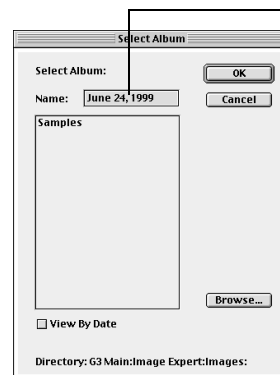 Select Album
Select Album:
OK
Name: June 24, 1999
Cancel
Samples
Browse...
View By Date
Directory: G3 Main:Image Expert:Images: